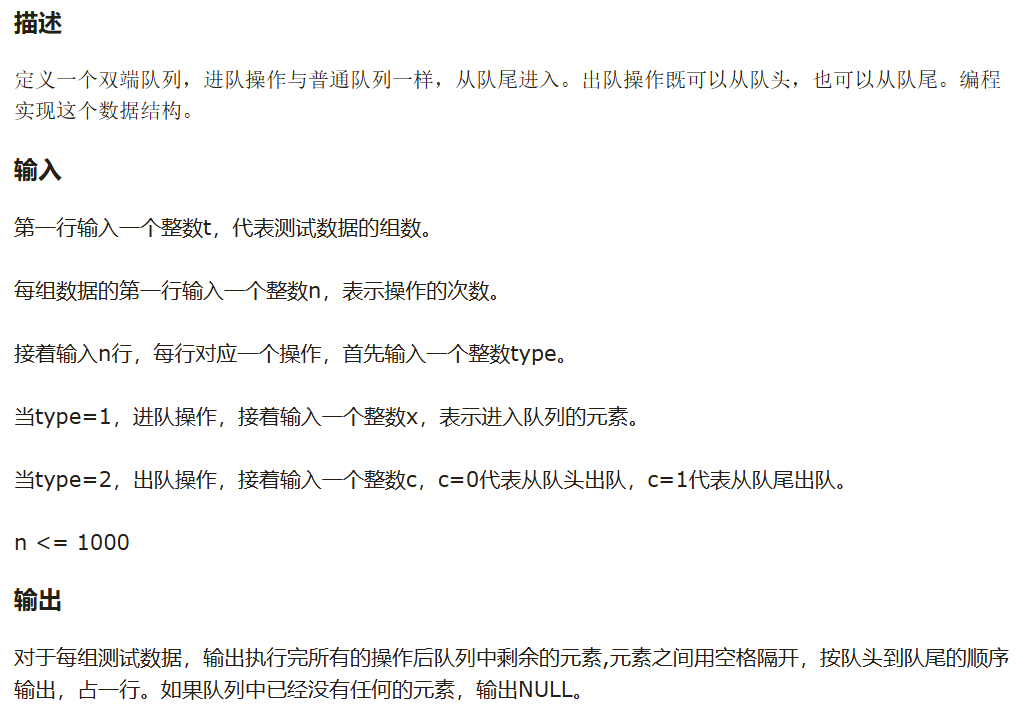 描述
定义一个双端队列，进队操作与普通队列一样，从队尾进入。出队操作既可以从队头，也可以从队尾。编程
实现这个数据结构。
输入
第一行输入一个整数t，代表测试数据的组数。
每组数据的第一行输入一个整数n，表示操作的次数。
接着输入n行，每行对应一个操作，首先输入一个整数type。
当type=1，进队操作，接着输入一个整数x，表示进入队列的元素。
当type=2，出队操作，接着输入一个整数c，c=0代表从队头出队，c=1代表从队尾出队。
n <= 1000
输出
对于每组测试数据，输出执行完所有的操作后队列中剩余的元素,元素之间用空格隔开，按队头到队尾的顺序
输出，占一行。如果队列中已经没有任何的元素，输出NULL。